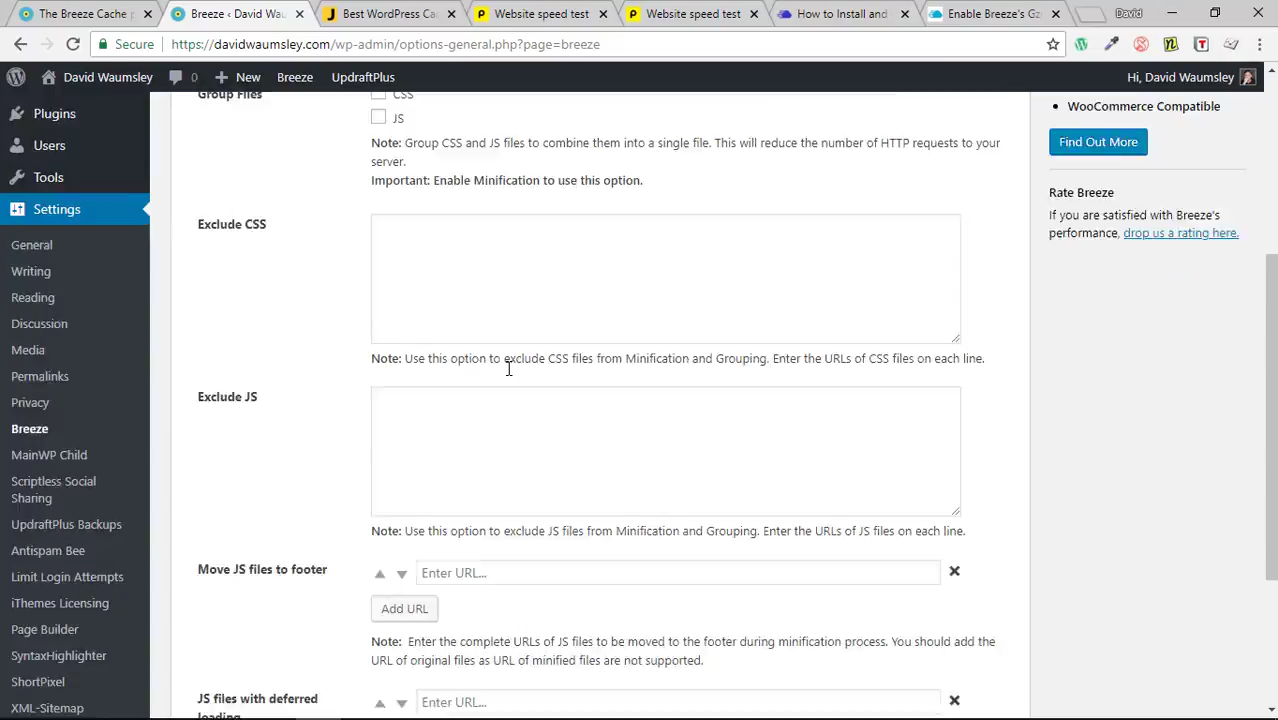 The Breeze Cache p
Breeze ‹ David Waum
Best WordPress Ca
Website speed test
Website speed test
How to Install and
Enable Breeze's Gz
David
Secure
https://davidwaumsley.com/wp-admin/options-general.php?page=breeze
David Waumsley
0
New
Breeze
UpdraftPlus
Hi, David Waumsley
Plugins
Users
Tools
Settings
General
Writing
Reading
Discussion
Media
Permalinks
Privacy
Breeze
MainWP Child
Scriptless Social
Sharing
UpdraftPlus Backups
Antispam Bee
Limit Login Attempts
iThemes Licensing
Page Builder
SyntaxHighlighter
ShortPixel
XML-Sitemap
Group Files
CSS
JS
Note: Group CSS and JS files to combine them into a single file. This will reduce the number of HTTP requests to your
server.
Important: Enable Minification to use this option.
Exclude CSS
Note: Use this option to exclude CSS files from Minification and Grouping. Enter the URLs of CSS files on each line.
Exclude JS
Note: Use this option to exclude JS files from Minification and Grouping. Enter the URLs of JS files on each line.
Move JS files to footer
Enter URL...
Add URL
Note: Enter the complete URLs of JS files to be moved to the footer during minification process. You should add the
URL of original files as URL of minified files are not supported.
JS files with deferred
loading
Enter URL...
WooCommerce Compatible
Find Out More
Rate Breeze
If you are satisfied with Breeze's
performance, drop us a rating here.